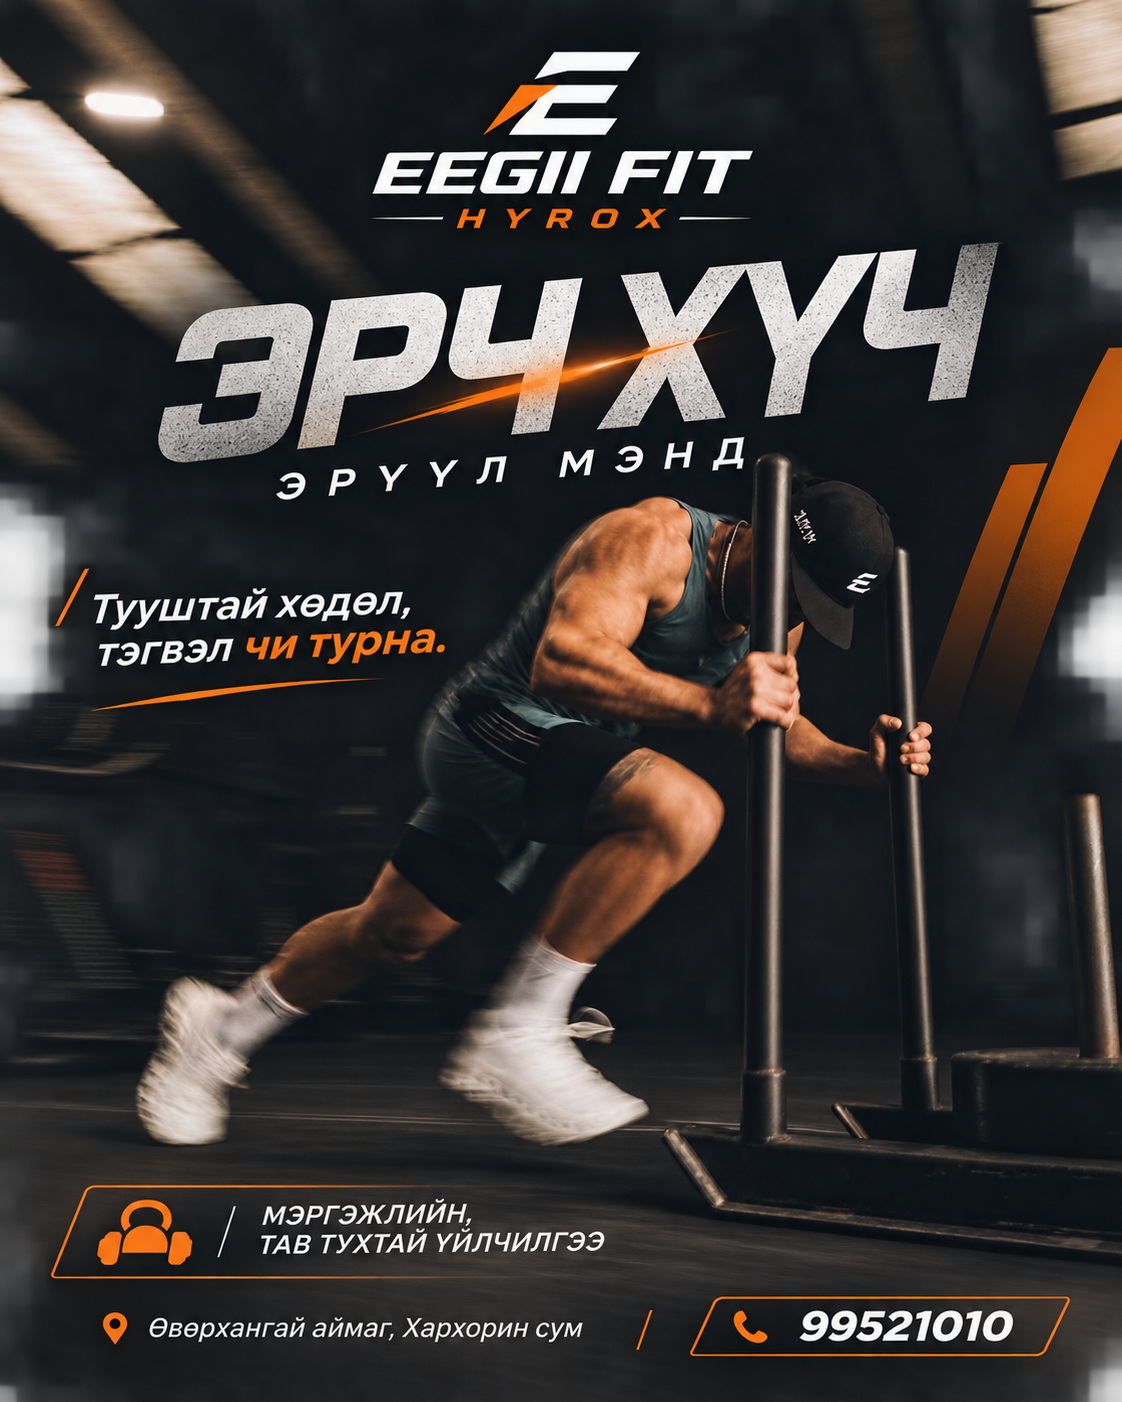 EEGII FIT
HYROX
ЭРЧ ХҮЧ
ЭРҮҮЛ МЭНД
Тууштай хөдөл,
тэгвэл чи турна.
МЭРГЭЖЛИЙН,
ТАВ ТУХТАЙ ҮЙЛЧИЛГЭЭ
Өвөрхангай аймаг, Хархорин сум
99521010